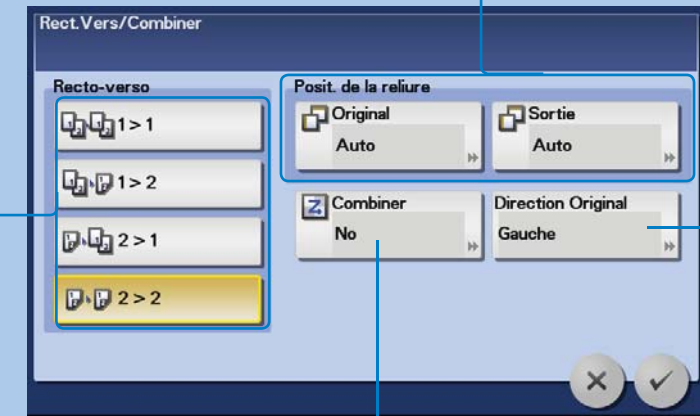 Rect.Vers/Combiner
Recto-verso
1 > 1
1 > 2
2 > 1
2 > 2
Posit. de la reliure
Original
Auto
Sortie
Auto
Combiner
No
Direction Original
Gauche